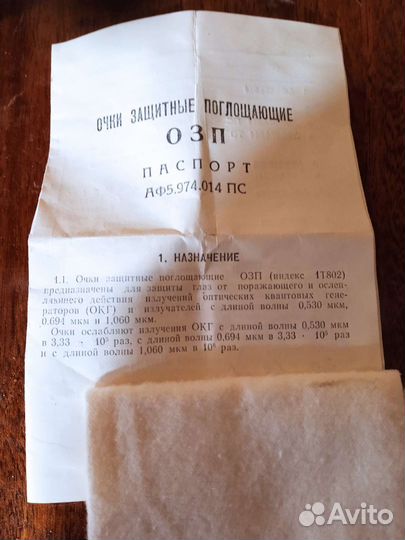 ОЧКИ ЗАЩИТНЫЕ ПОГЛОЩАЮЩИЕ
ОЗП
ПАСПОРТ
АФ5.974.014 ПС
1. НАЗНАЧЕНИЕ
1.1. Очки защитные поглощающие ОЗП (индекс 1Т802)
предназначены для защиты глаз от поражающего и ослеп-
ляющего действия излучений оптических квантовых гене-
раторов (ОКГ) и излучателей с длиной волны 0,530 мкм,
0,694 мкм и 1,060 мкм.
Очки ослабляют излучения ОКГ с длиной волны 0,530 мкм
в 3,33 · 10⁵ раз, с длиной волны 0,694 мкм в 3,33 · 10⁵ раз
и с длиной волны 1,060 мкм в 10⁶ раз.
Avito